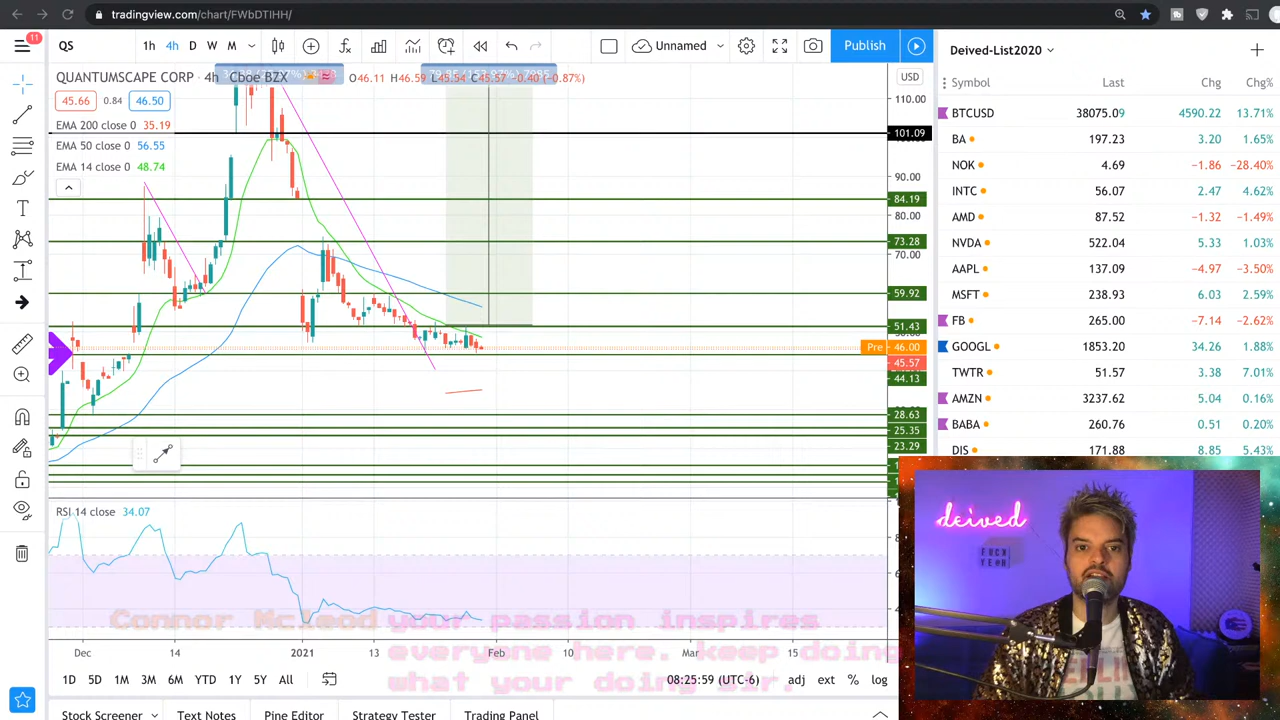 tradingview.com/chart/FWbDTIHH/
11
QS
1h 4h D W M
Unnamed
Publish
Deived-List2020
QUANTUMSCAPE CORP · 4h · Cboe BZX
O46.11 H46.59 L45.54 C45.57 −0.40 (−0.87%)
45.66 0.84 46.50
EMA 200 close 0 35.19
EMA 50 close 0 56.55
EMA 14 close 0 48.74
USD
110.00
101.09
90.00
84.19
80.00
73.28
70.00
59.92
51.43
Pre 46.00
45.57
44.13
28.63
25.35
23.29
Symbol Last Chg Chg%
BTCUSD 38075.09 4590.22 13.71%
BA 197.23 3.20 1.65%
NOK 4.69 −1.86 −28.40%
INTC 56.07 2.47 4.62%
AMD 87.52 −1.32 −1.49%
NVDA 522.04 5.33 1.03%
AAPL 137.09 −4.97 −3.50%
MSFT 238.93 6.03 2.59%
FB 265.00 −7.14 −2.62%
GOOGL 1853.20 34.26 1.88%
TWTR 51.57 3.38 7.01%
AMZN 3237.62 5.04 0.16%
BABA 260.76 0.51 0.20%
DIS 171.88 8.85 5.43%
RSI 14 close 34.07
deived
FUCK
YEAH
your passion inspires
everyone here. keep doing
what your doing sir.
Dec 14 2021 13 Feb 10 Mar 15
1D 5D 1M 3M 6M YTD 1Y 5Y All
08:25:59 (UTC-6)
adj ext % log
Stock Screener Text Notes Pine Editor Strategy Tester Trading Panel